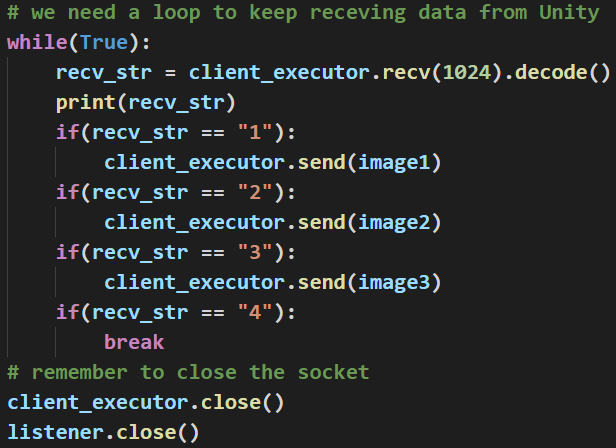 # we need a loop to keep receving data from Unity
while(True):
    recv_str = client_executor.recv(1024).decode()
    print(recv_str)
    if(recv_str == "1"):
        client_executor.send(image1)
    if(recv_str == "2"):
        client_executor.send(image2)
    if(recv_str == "3"):
        client_executor.send(image3)
    if(recv_str == "4"):
        break
# remember to close the socket
client_executor.close()
listener.close()